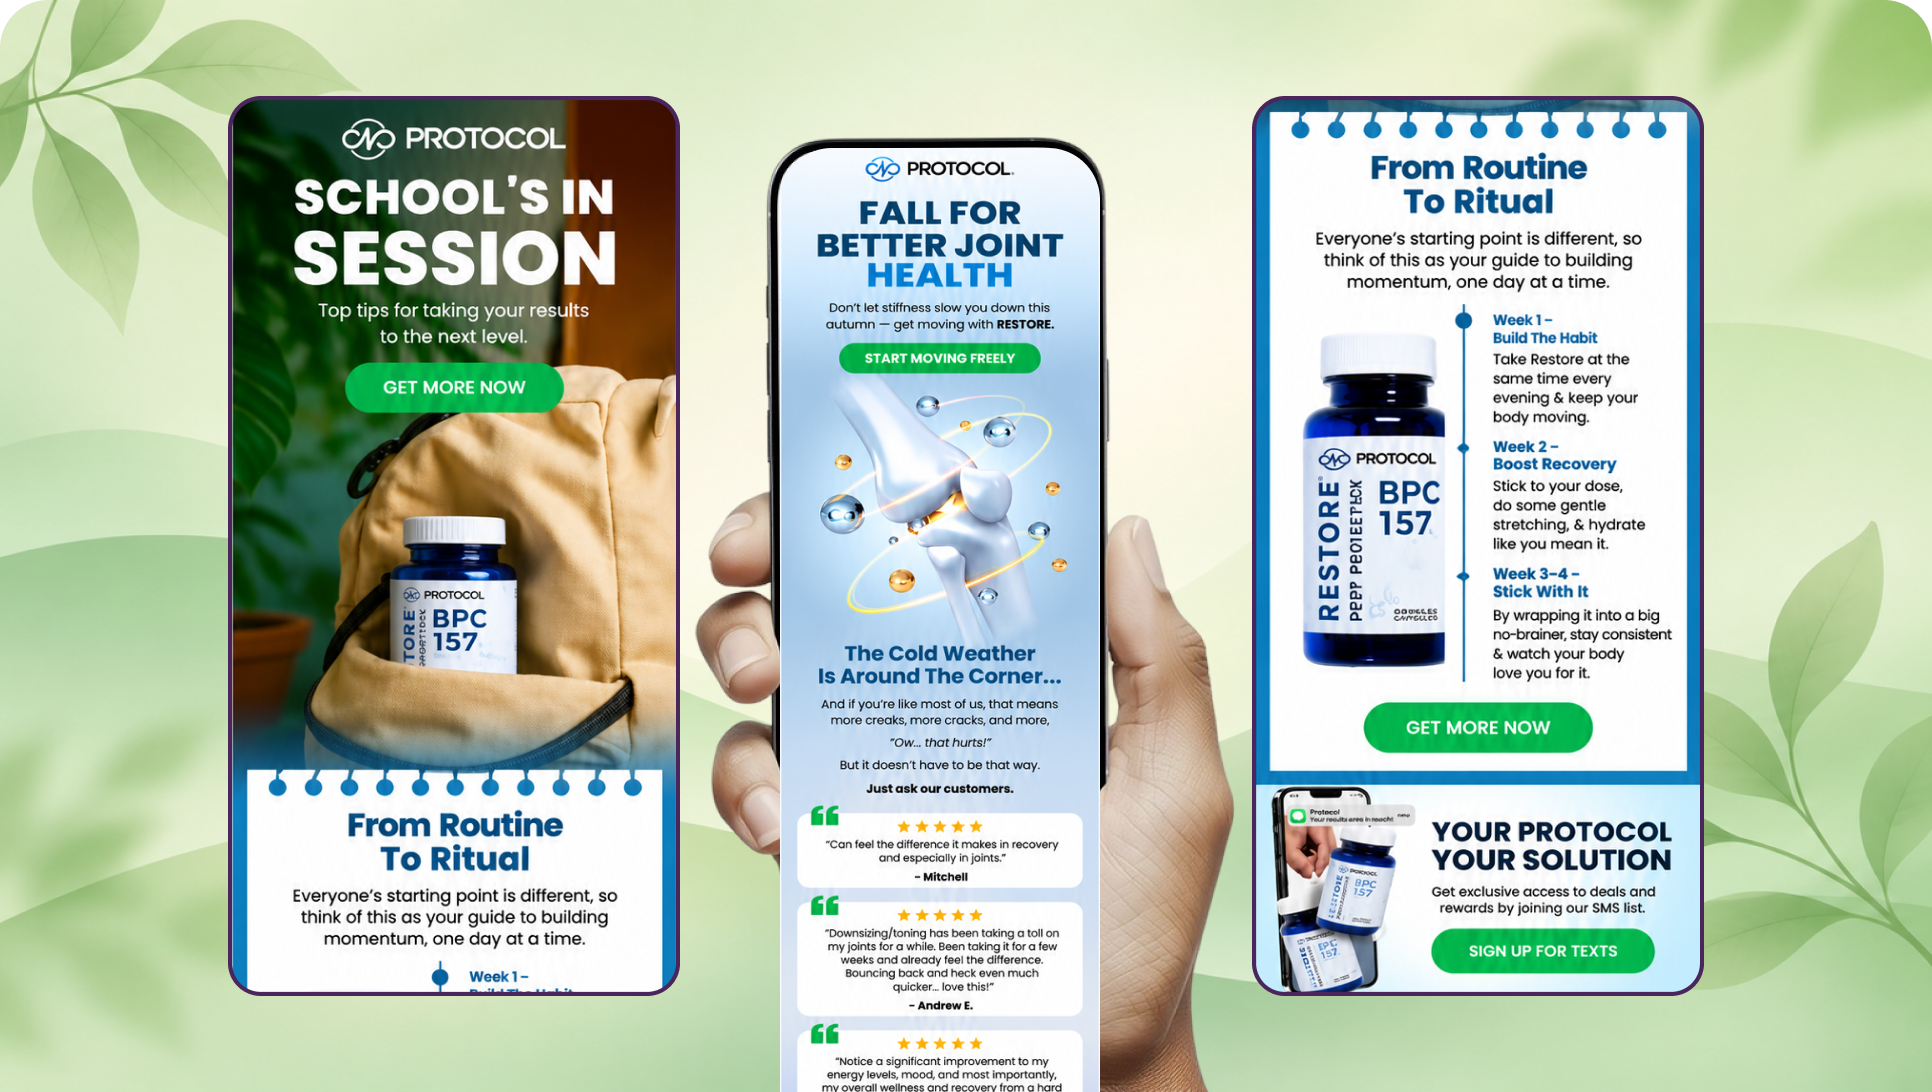 PROTOCOL
SCHOOL'S IN
SESSION
Top tips for taking your results
to the next level.
GET MORE NOW
PROTOCOL
BPC
157
From Routine
To Ritual
Everyone's starting point is different, so
think of this as your guide to building
momentum, one day at a time.
Week 1 –
Build The Habit
PROTOCOL
FALL FOR
BETTER JOINT
HEALTH
Don't let stiffness slow you down this
autumn — get moving with RESTORE.
START MOVING FREELY
The Cold Weather
Is Around The Corner...
And if you're like most of us, that means
more creaks, more cracks, and more,
"Ow... that hurts!"
But it doesn't have to be that way.
Just ask our customers.
"Can feel the difference it makes in recovery
and especially in joints."
- Mitchell
"Downsizing/toning has been taking a toll on
my joints for a while. Been taking it for a few
weeks and already feel the difference.
Bouncing back and heck even much
quicker... love this!"
- Andrew E.
"Notice a significant improvement to my
energy levels, mood, and most importantly,
my overall wellness and recovery from a hard
From Routine
To Ritual
Everyone's starting point is different, so
think of this as your guide to building
momentum, one day at a time.
PROTOCOL
RESTORE
BPC
157
Week 1 –
Build The Habit
Take Restore at the
same time every
evening & keep your
body moving.
Week 2 –
Boost Recovery
Stick to your dose,
do some gentle
stretching, & hydrate
like you mean it.
Week 3-4 –
Stick With It
By wrapping it into a big
no-brainer, stay consistent
& watch your body
love you for it.
GET MORE NOW
Protecol
BPC
157
YOUR PROTOCOL
YOUR SOLUTION
Get exclusive access to deals and
rewards by joining our SMS list.
SIGN UP FOR TEXTS